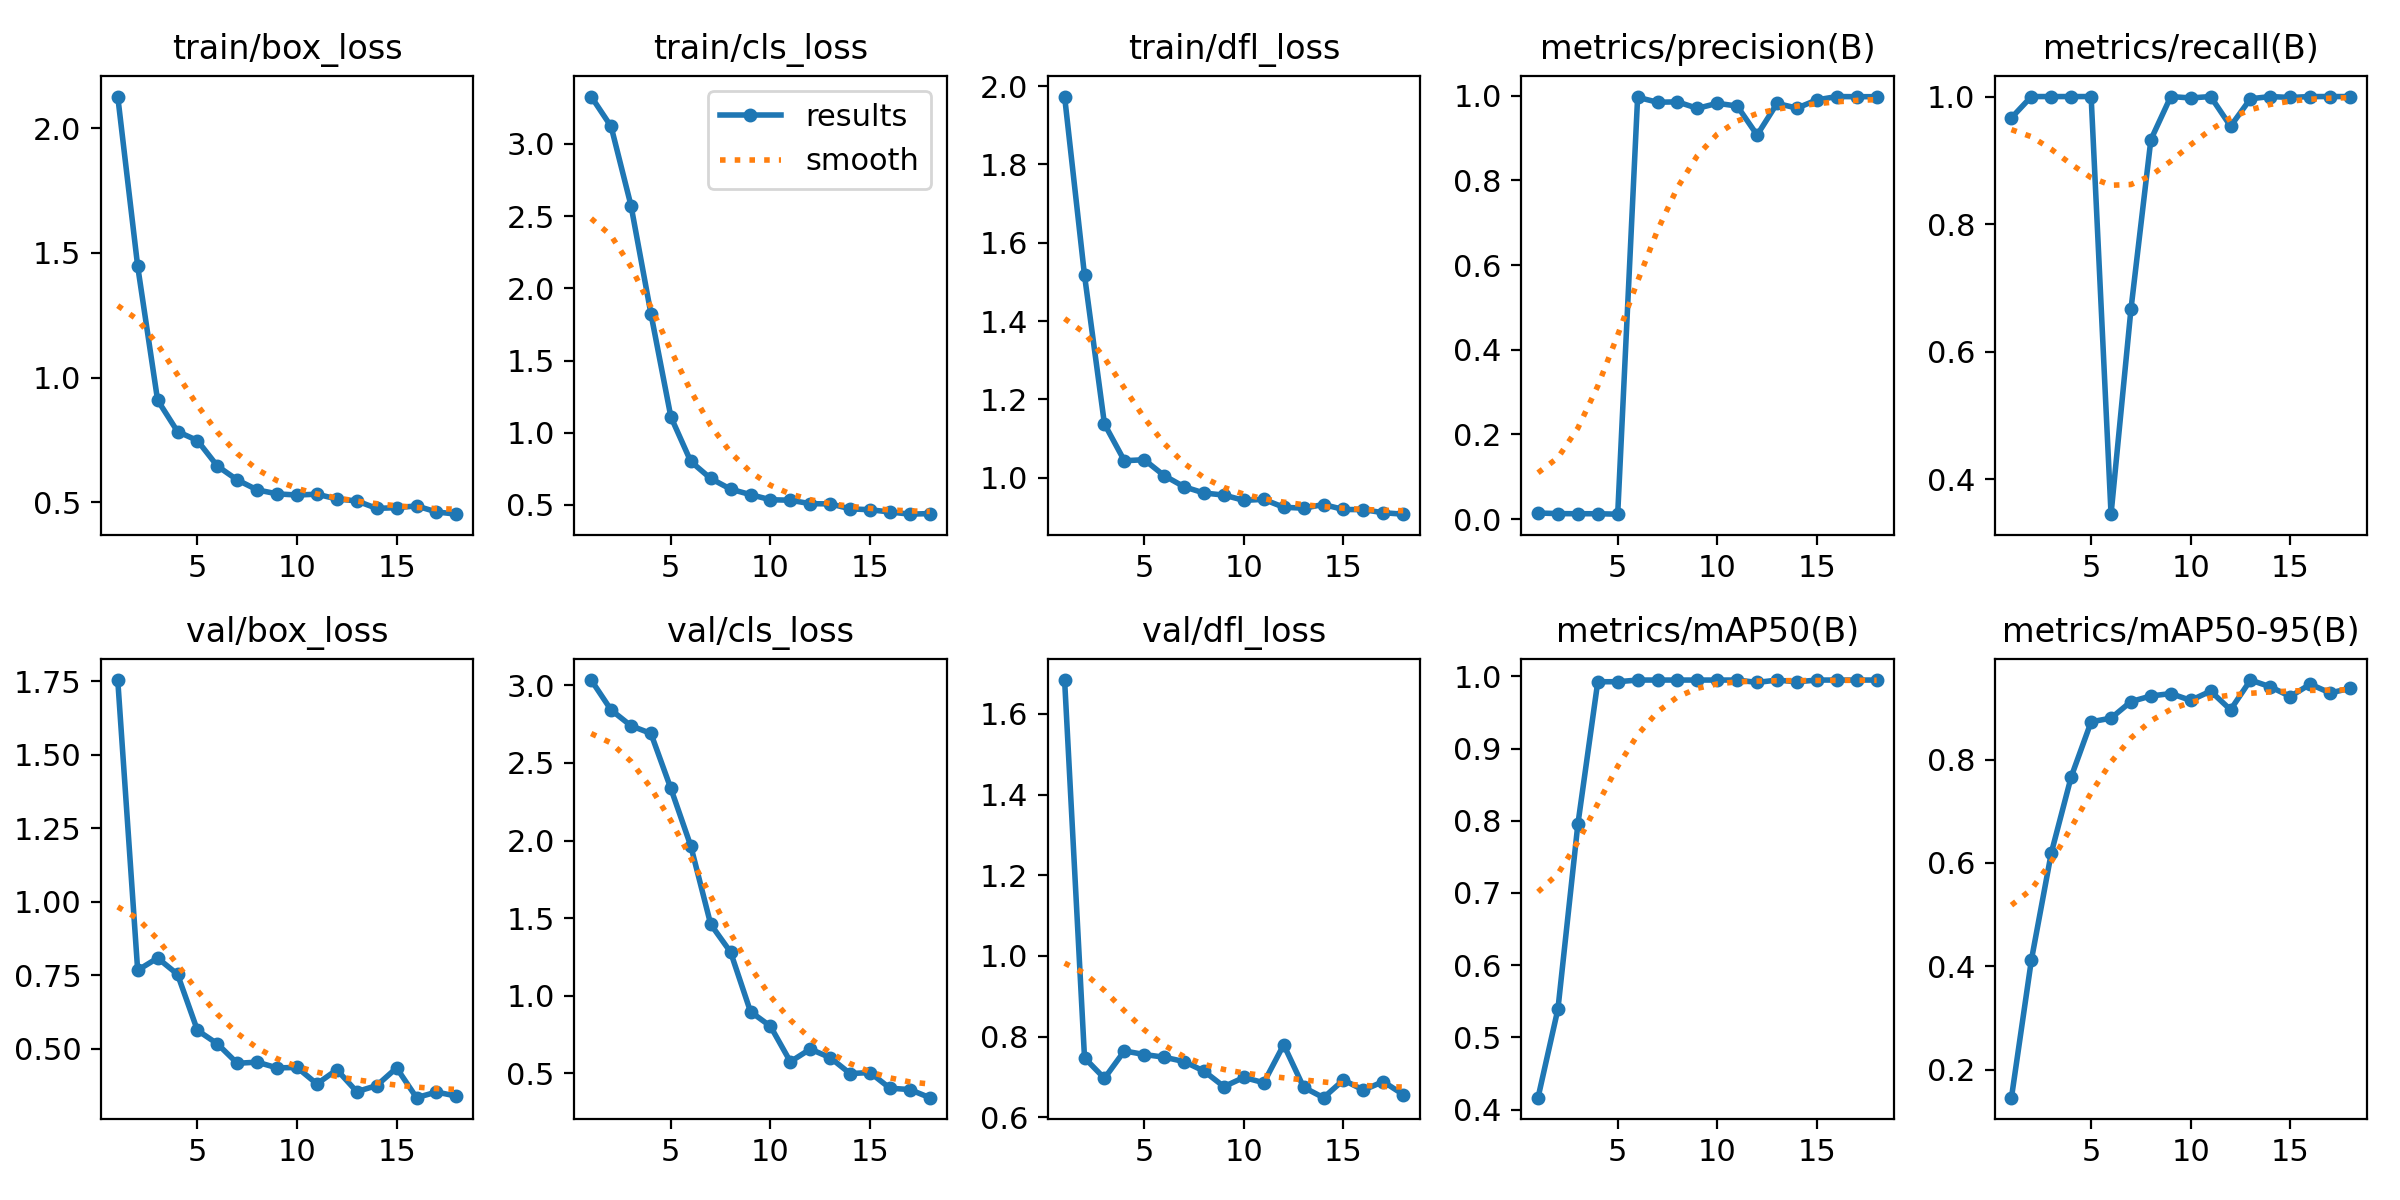 train/box_loss
2.0
1.5
1.0
0.5
5 10 15
train/cls_loss
results
smooth
3.0
2.5
2.0
1.5
1.0
0.5
5 10 15
train/dfl_loss
2.0
1.8
1.6
1.4
1.2
1.0
5 10 15
metrics/precision(B)
1.0
0.8
0.6
0.4
0.2
0.0
5 10 15
metrics/recall(B)
1.0
0.8
0.6
0.4
5 10 15
val/box_loss
1.75
1.50
1.25
1.00
0.75
0.50
5 10 15
val/cls_loss
3.0
2.5
2.0
1.5
1.0
0.5
5 10 15
val/dfl_loss
1.6
1.4
1.2
1.0
0.8
0.6
5 10 15
metrics/mAP50(B)
1.0
0.9
0.8
0.7
0.6
0.5
0.4
5 10 15
metrics/mAP50-95(B)
0.8
0.6
0.4
0.2
5 10 15